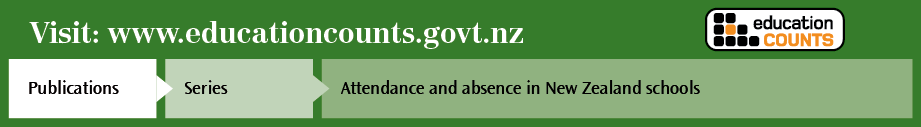 Visit: www.educationcounts.govt.nz
education
COUNTS
Publications
Series
Attendance and absence in New Zealand schools